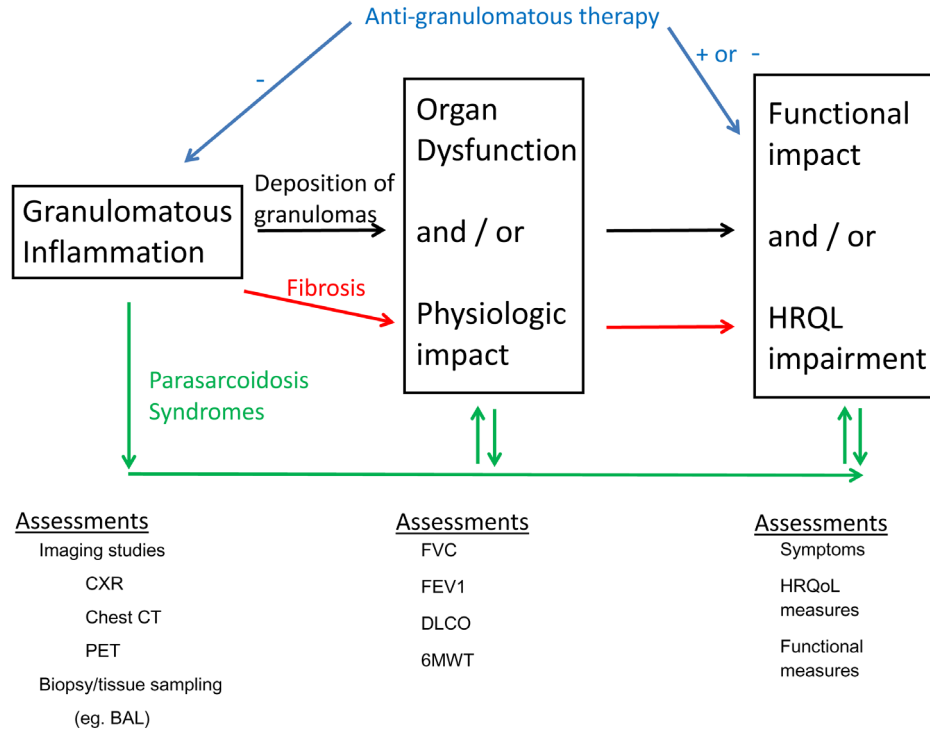 Anti-granulomatous therapy
-
+ or -
Organ
Dysfunction
and / or
Physiologic
impact
Functional
impact
and / or
HRQL
impairment
Granulomatous
Inflammation
Deposition of
granulomas
Fibrosis
Parasarcoidosis
Syndromes
Assessments
Imaging studies
CXR
Chest CT
PET
Biopsy/tissue sampling
(eg. BAL)
Assessments
FVC
FEV1
DLCO
6MWT
Assessments
Symptoms
HRQoL
measures
Functional
measures